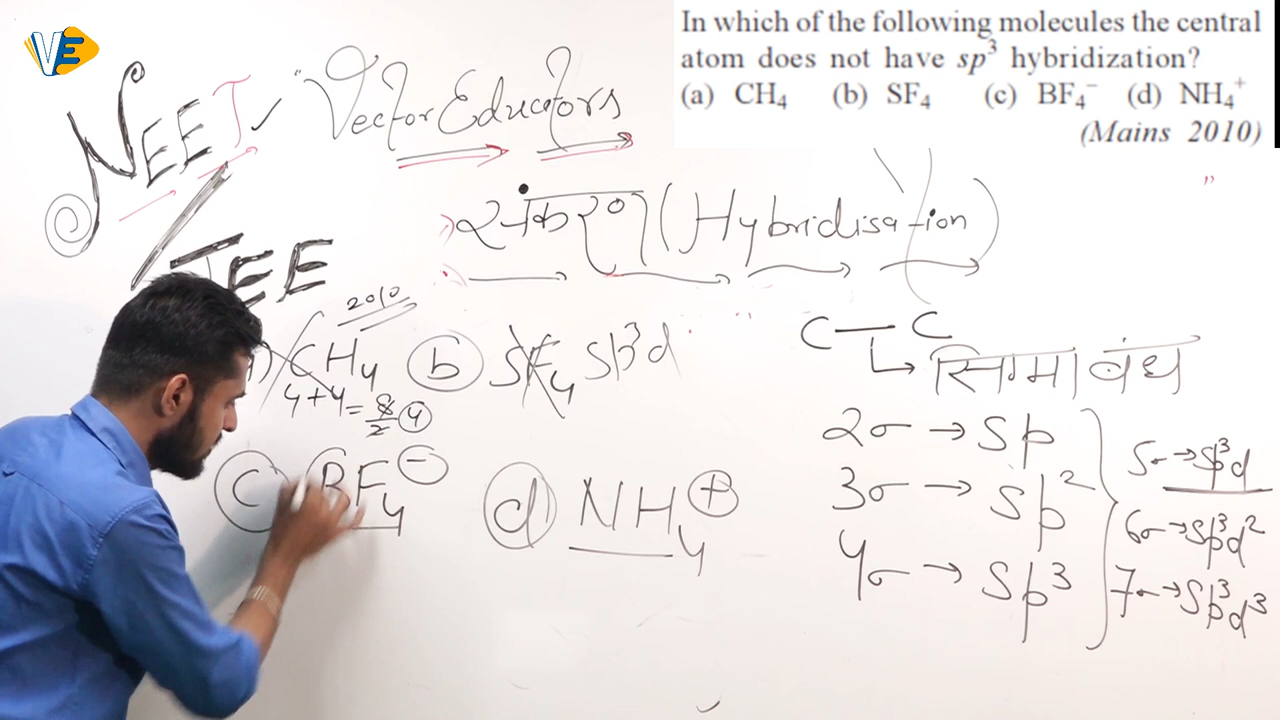 VE
In which of the following molecules the central
atom does not have sp³ hybridization?
(a) CH₄ (b) SF₄ (c) BF₄⁻ (d) NH₄⁺
(Mains 2010)
NEET
JEE
"Vector Educators
"
संकरण (Hybridisation)
2010
) CH₄
4+4=8/2 4
b SF₄ sp³d
c BF₄⁻
d NH₄⁺
C—C
सिग्मा बंध
2σ → sp
3σ → sp²
4σ → sp³
5σ → sp³d
6σ → sp³d²
7σ → sp³d³